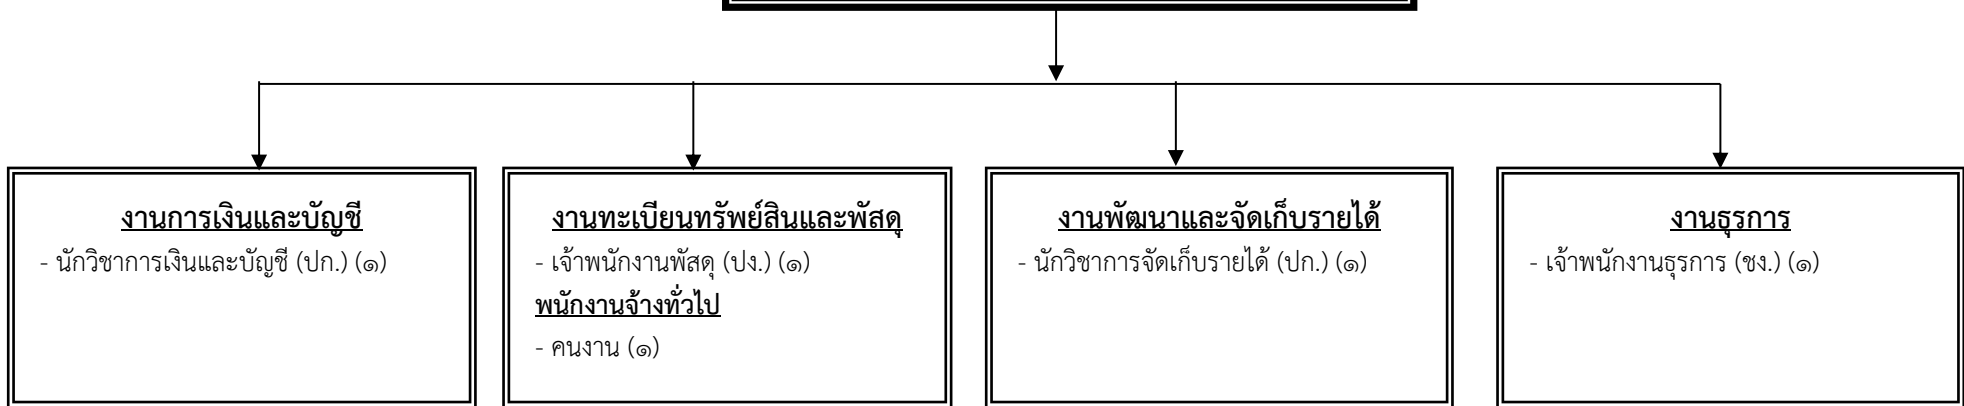 งานการเงินและบัญชี
- นักวิชาการเงินและบัญชี (ปก.) (๑)
งานทะเบียนทรัพย์สินและพัสดุ
- เจ้าพนักงานพัสดุ (ปง.) (๑)
พนักงานจ้างทั่วไป
- คนงาน (๑)
งานพัฒนาและจัดเก็บรายได้
- นักวิชาการจัดเก็บรายได้ (ปก.) (๑)
งานธุรการ
- เจ้าพนักงานธุรการ (ชง.) (๑)